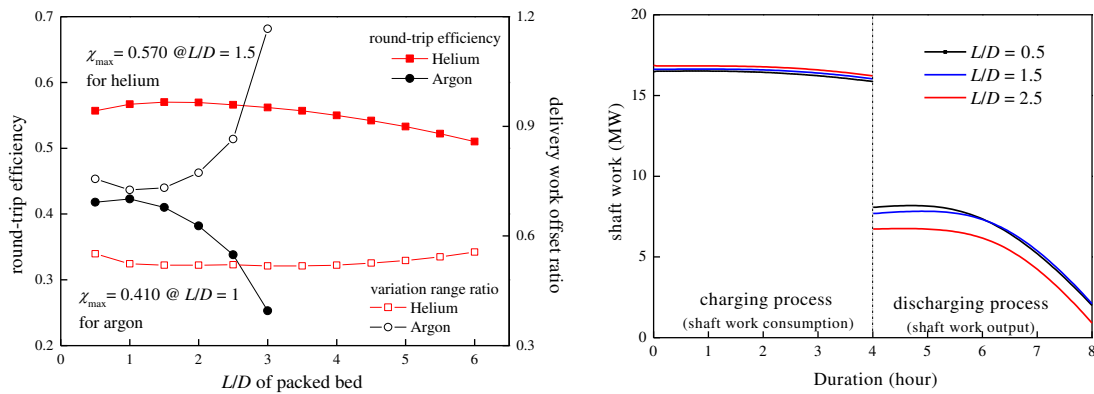 0.7
0.6
0.5
0.4
0.3
0.2
round-trip efficiency
1.2
0.9
0.6
0.3
delivery work offset ratio
0
1
2
3
4
5
6
L/D of packed bed
χmax= 0.570 @L/D = 1.5
for helium
round-trip efficiency
Helium
Argon
χmax= 0.410 @ L/D = 1
for argon
variation range ratio
Helium
Argon
20
15
10
5
0
shaft work (MW)
0
1
2
3
4
5
6
7
8
Duration (hour)
L/D = 0.5
L/D = 1.5
L/D = 2.5
charging process
(shaft work consumption)
discharging process
(shaft work output)